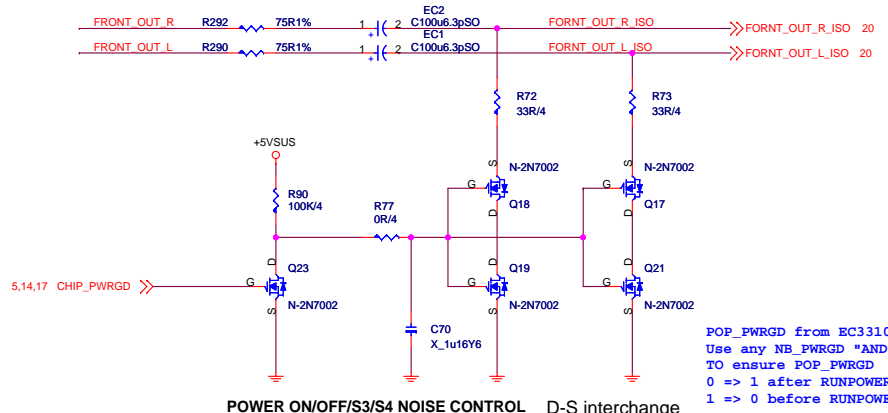 EC2
FRONT_OUT_R R292 75R1% 1 2 C100u6.3pSO FORNT_OUT_R_ISO FORNT_OUT_R_ISO 20
+
EC1
FRONT_OUT_L R290 75R1% 1 2 C100u6.3pSO FORNT_OUT_L_ISO FORNT_OUT_L_ISO 20
+
R72
33R/4
R73
33R/4
+5VSUS
R90
100K/4
R77
0R/4
S
N-2N7002
G
Q18
D
S
N-2N7002
G
Q17
D
5,14,17 CHIP_PWRGD
D
Q23
G
N-2N7002
S
D
Q19
G
N-2N7002
S
D
Q21
G
N-2N7002
S
C70
X_1u16Y6
POP_PWRGD from EC3310
Use any NB_PWRGD "AND
TO ensure POP_PWRGD
0 => 1 after RUNPOWER
1 => 0 before RUNPOWE
POWER ON/OFF/S3/S4 NOISE CONTROL D-S interchange